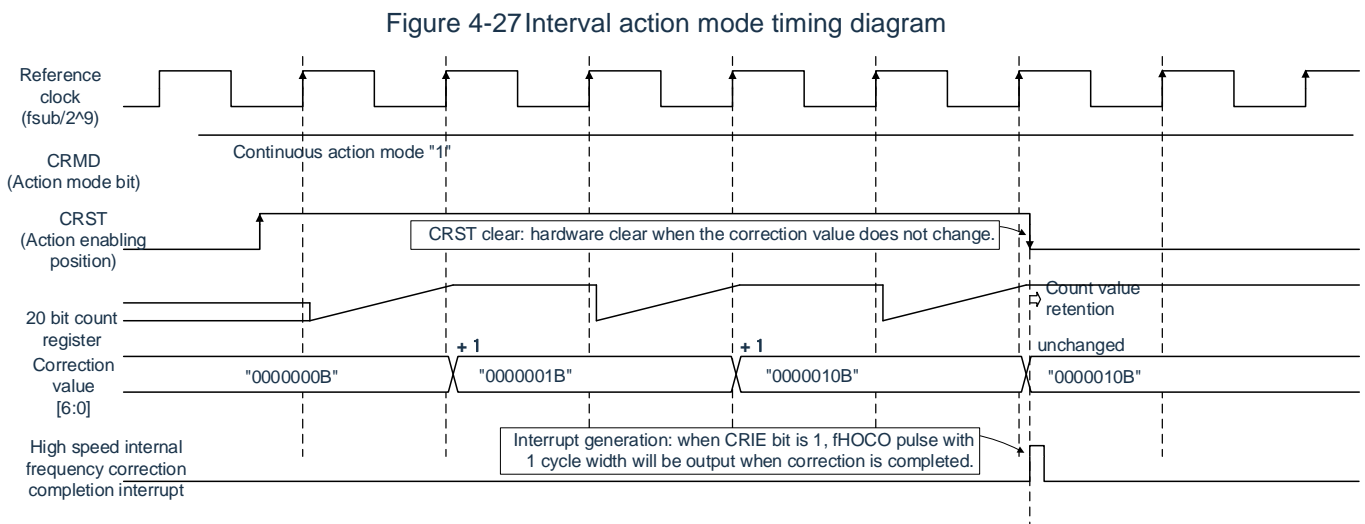 Figure 4-27Interval action mode timing diagram
Reference
clock
(fsub/2^9)
Continuous action mode "1"
CRMD
(Action mode bit)
CRST
(Action enabling
position)
CRST clear: hardware clear when the correction value does not change.
Count value
retention
20 bit count
register
+ 1
+ 1
unchanged
Correction
value
[6:0]
"0000000B"
"0000001B"
"0000010B"
"0000010B"
Interrupt generation: when CRIE bit is 1, fHOCO pulse with
1 cycle width will be output when correction is completed.
High speed internal
frequency correction
completion interrupt